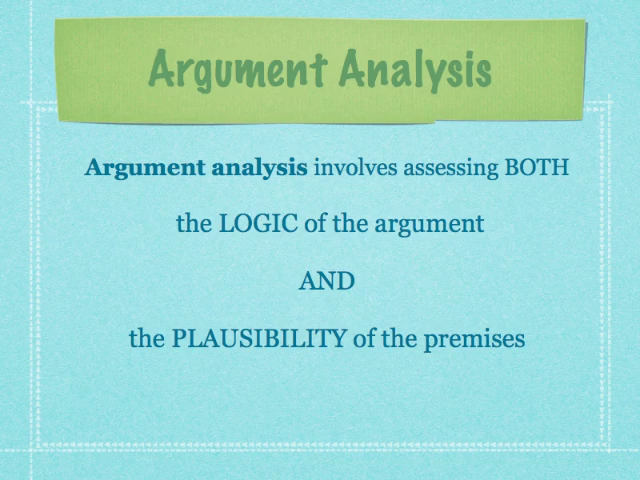 Argument Analysis
Argument analysis involves assessing BOTH
the LOGIC of the argument
AND
the PLAUSIBILITY of the premises